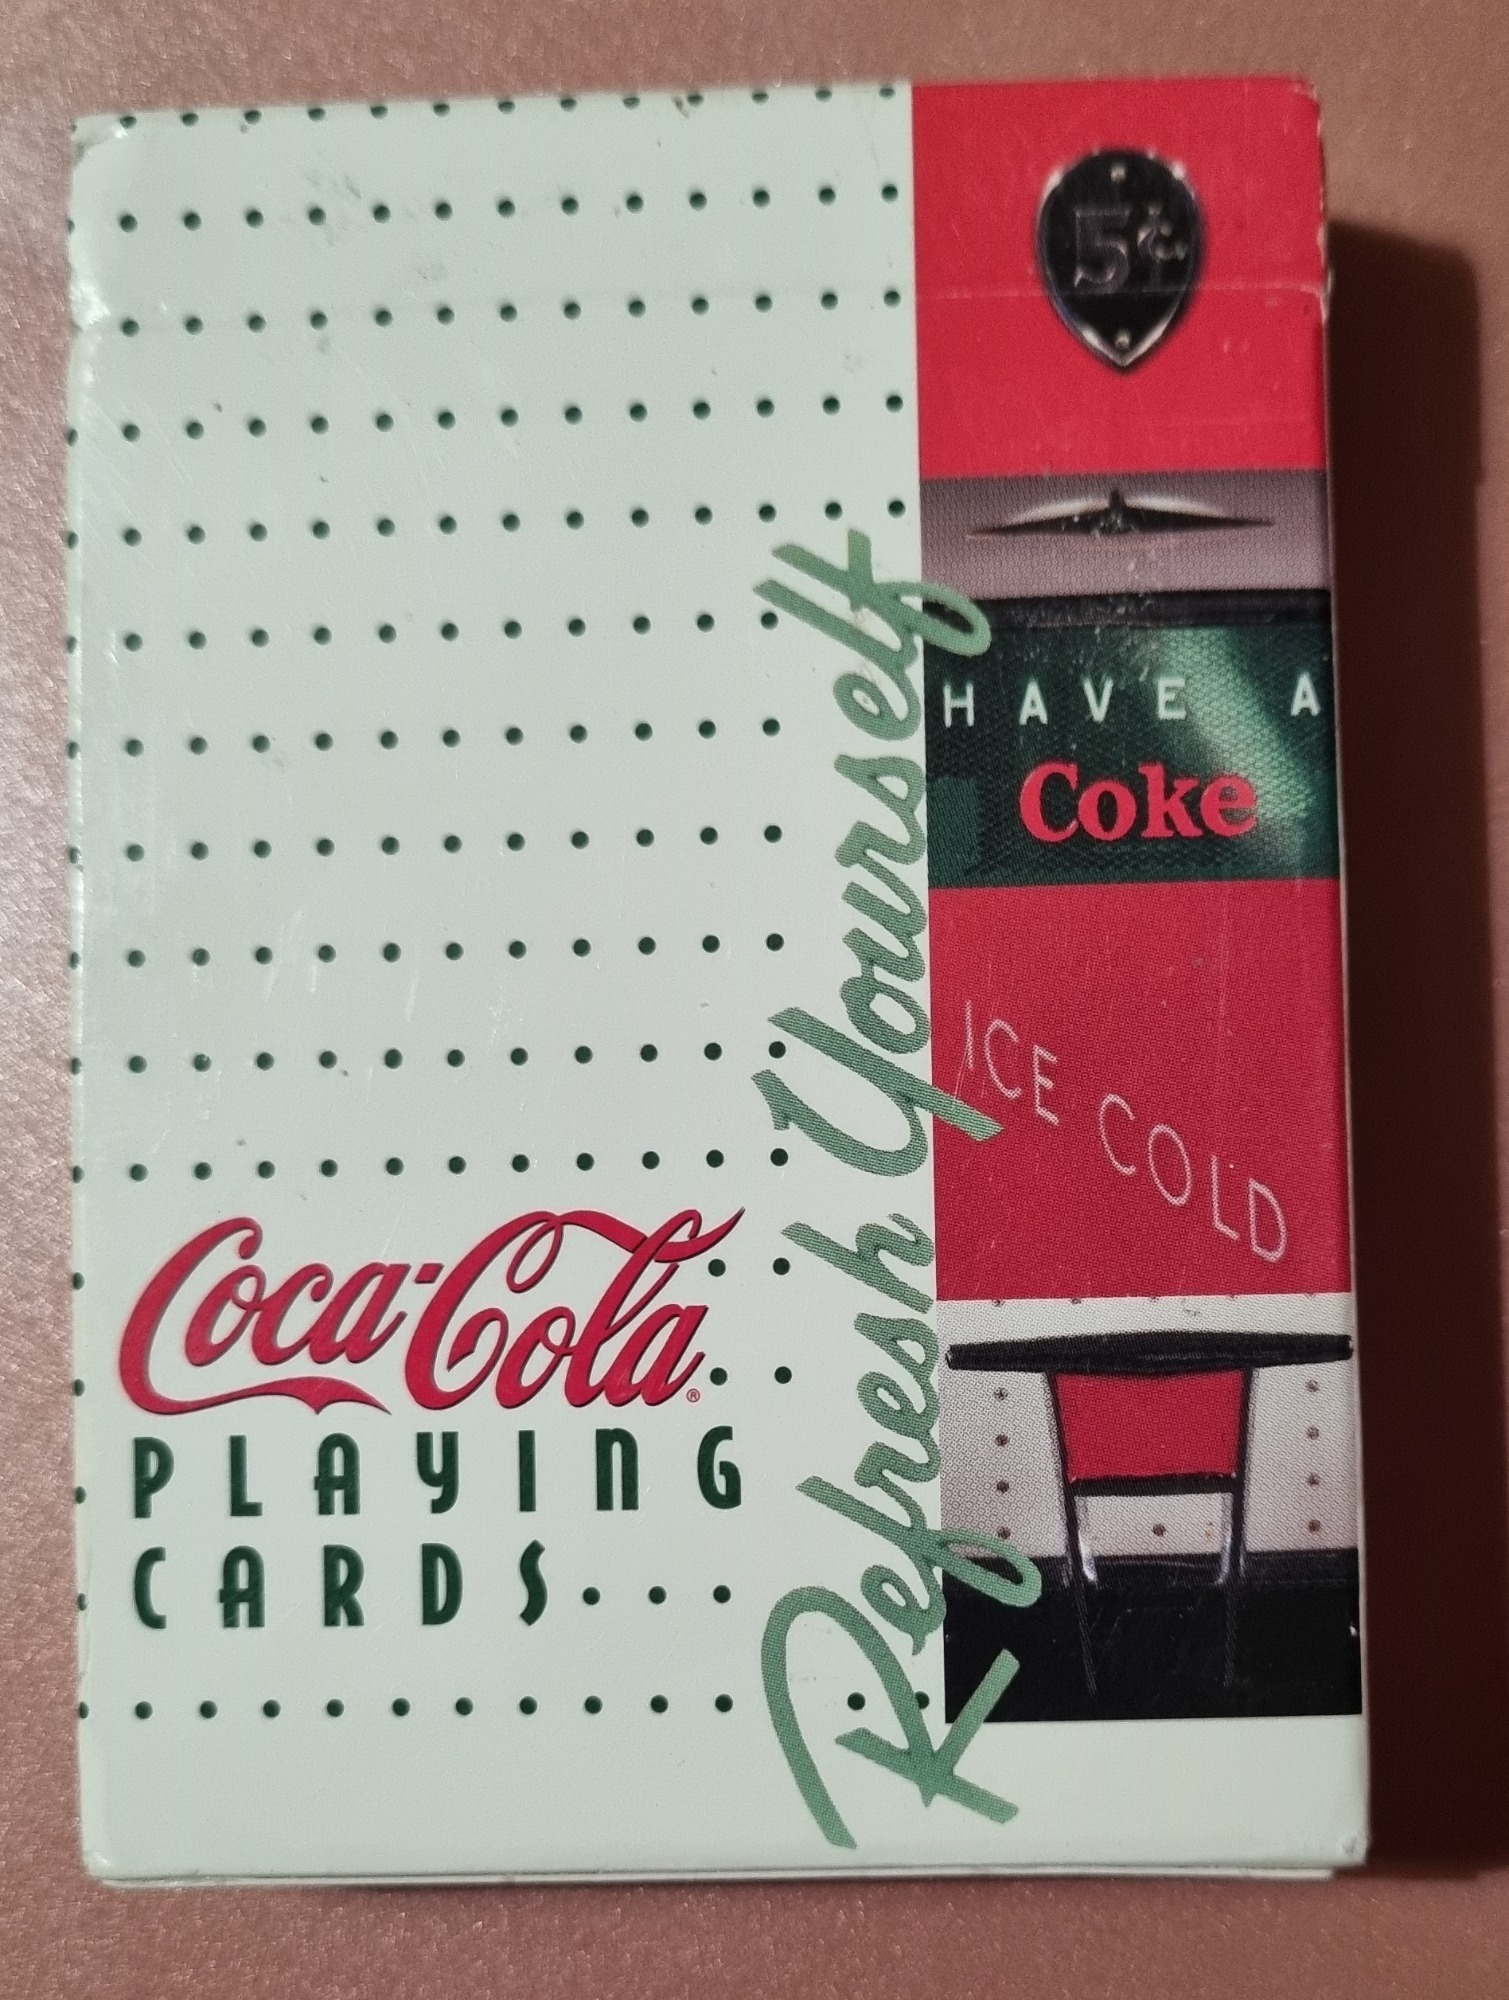 5¢
HAVE A
Coke
ICE COLD
Refresh Yourself
Coca-Cola®
PLAYING
CARDS...